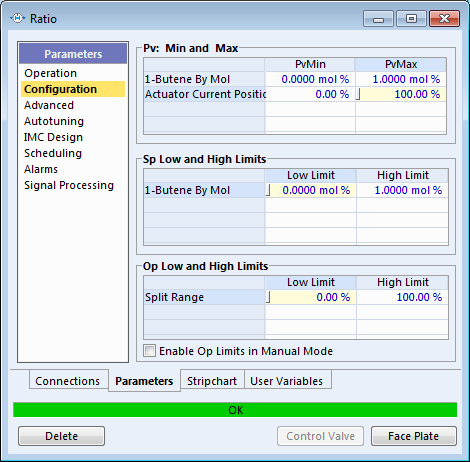 Ratio
Parameters
Operation
Configuration
Advanced
Autotuning
IMC Design
Scheduling
Alarms
Signal Processing
Pv: Min and Max
PvMin PvMax
1-Butene By Mol 0.0000 mol % 1.0000 mol %
Actuator Current Positio 0.00 % 100.00 %
Sp Low and High Limits
Low Limit High Limit
1-Butene By Mol 0.0000 mol % 1.0000 mol %
Op Low and High Limits
Low Limit High Limit
Split Range 0.00 % 100.00 %
Enable Op Limits in Manual Mode
Connections Parameters Stripchart User Variables
OK
Delete Control Valve Face Plate